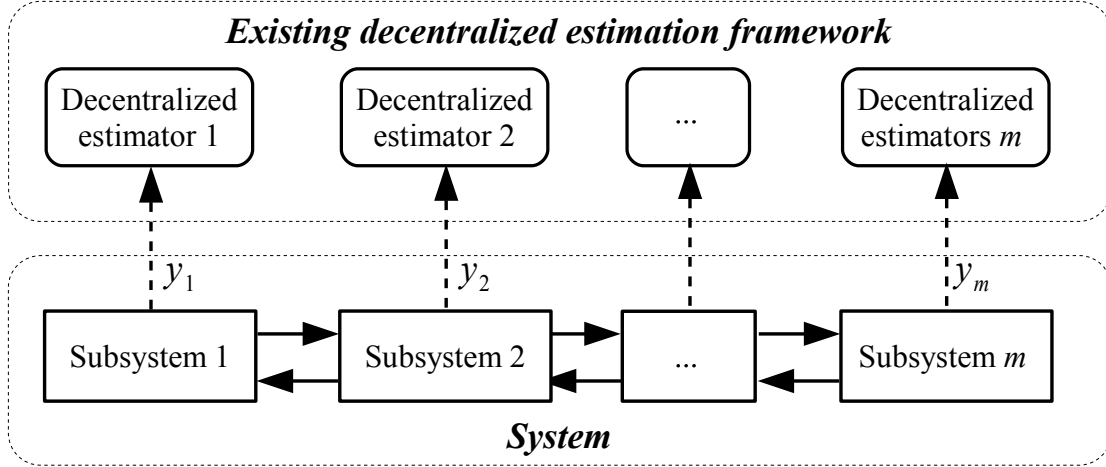 Existing decentralized estimation framework
Decentralized
estimator 1
Decentralized
estimator 2
...
Decentralized
estimators m
y1
y2
ym
Subsystem 1
Subsystem 2
...
Subsystem m
System